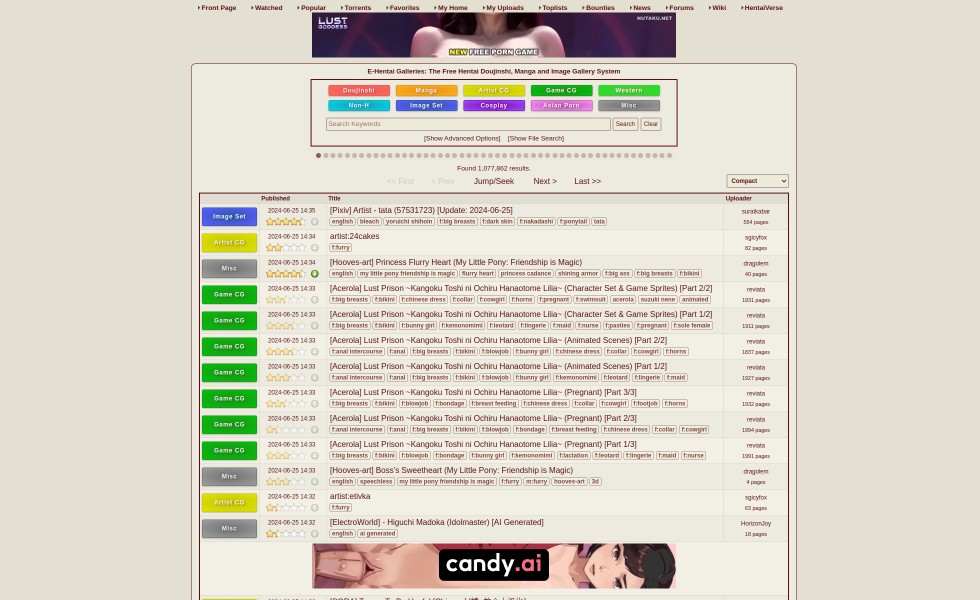 Front Page Watched Popular Torrents Favorites My Home My Uploads Toplists Bounties News Forums Wiki HentaiVerse
LUST GODDESS NUTAKU.NET
NEW FREE PORN GAME
E-Hentai Galleries: The Free Hentai Doujinshi, Manga and Image Gallery System
Doujinshi Manga Artist CG Game CG Western
Non-H Image Set Cosplay Asian Porn Misc
Search Keywords Search Clear
[Show Advanced Options] [Show File Search]
Found 1,077,862 results.
<< First < Prev Jump/Seek Next > Last >> Compact
Published Title Uploader
Image Set 2024-06-25 14:35 [Pixiv] Artist - tata (57531723) [Update: 2024-06-25] suratkabar
english bleach yoruichi shihoin f:big breasts f:dark skin f:nakadashi f:ponytail tata 554 pages
Artist CG 2024-06-25 14:34 artist:24cakes sgicyfox
f:furry 82 pages
Misc 2024-06-25 14:34 [Hooves-art] Princess Flurry Heart (My Little Pony: Friendship is Magic) dragolem
english my little pony friendship is magic flurry heart princess cadance shining armor f:big ass f:big breasts f:bikini 40 pages
Game CG 2024-06-25 14:33 [Acerola] Lust Prison ~Kangoku Toshi ni Ochiru Hanaotome Lilia~ (Character Set & Game Sprites) [Part 2/2] reviata
f:big breasts f:bikini f:chinese dress f:collar f:cowgirl f:horns f:pregnant f:swimsuit acerola suzuki nene animated 1931 pages
Game CG 2024-06-25 14:33 [Acerola] Lust Prison ~Kangoku Toshi ni Ochiru Hanaotome Lilia~ (Character Set & Game Sprites) [Part 1/2] reviata
f:big breasts f:bikini f:bunny girl f:kemonomimi f:leotard f:lingerie f:maid f:nurse f:pasties f:pregnant f:sole female 1911 pages
Game CG 2024-06-25 14:33 [Acerola] Lust Prison ~Kangoku Toshi ni Ochiru Hanaotome Lilia~ (Animated Scenes) [Part 2/2] reviata
f:anal intercourse f:anal f:big breasts f:bikini f:blowjob f:bunny girl f:chinese dress f:collar f:cowgirl f:horns 1837 pages
Game CG 2024-06-25 14:33 [Acerola] Lust Prison ~Kangoku Toshi ni Ochiru Hanaotome Lilia~ (Animated Scenes) [Part 1/2] reviata
f:anal intercourse f:anal f:big breasts f:bikini f:blowjob f:bunny girl f:kemonomimi f:leotard f:lingerie f:maid 1927 pages
Game CG 2024-06-25 14:33 [Acerola] Lust Prison ~Kangoku Toshi ni Ochiru Hanaotome Lilia~ (Pregnant) [Part 3/3] reviata
f:big breasts f:bikini f:blowjob f:bondage f:breast feeding f:chinese dress f:collar f:cowgirl f:footjob f:horns 1932 pages
Game CG 2024-06-25 14:33 [Acerola] Lust Prison ~Kangoku Toshi ni Ochiru Hanaotome Lilia~ (Pregnant) [Part 2/3] reviata
f:anal intercourse f:anal f:big breasts f:bikini f:blowjob f:bondage f:breast feeding f:chinese dress f:collar f:cowgirl 1994 pages
Game CG 2024-06-25 14:33 [Acerola] Lust Prison ~Kangoku Toshi ni Ochiru Hanaotome Lilia~ (Pregnant) [Part 1/3] reviata
f:big breasts f:bikini f:blowjob f:bondage f:bunny girl f:kemonomimi f:lactation f:leotard f:lingerie f:maid f:nurse 1991 pages
Misc 2024-06-25 14:33 [Hooves-art] Boss's Sweetheart (My Little Pony: Friendship is Magic) dragolem
english speechless my little pony friendship is magic f:furry m:furry hooves-art 3d 4 pages
Artist CG 2024-06-25 14:32 artist:etivka sgicyfox
f:furry 63 pages
Misc 2024-06-25 14:32 [ElectroWorld] - Higuchi Madoka (Idolmaster) [AI Generated] HorizonJoy
english ai generated 18 pages
candy.ai